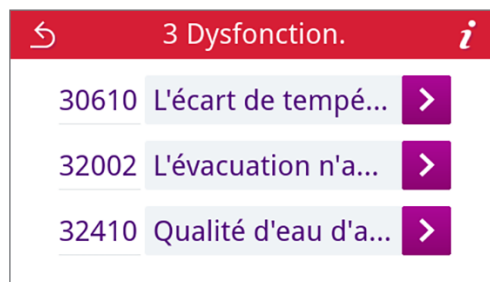 3 Dysfonction.
30610 L'écart de tempé...
32002 L'évacuation n'a...
32410 Qualité d'eau d'a...